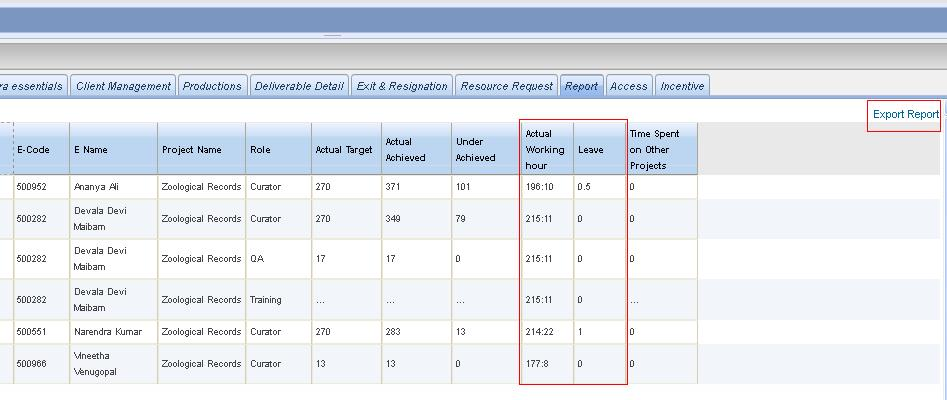 ra essentials Client Management Productions Deliverable Detail Exit & Resignation Resource Request Report Access Incentive
Export Report
E-Code E Name Project Name Role Actual Target Actual Achieved Under Achieved Actual Working hour Leave Time Spent on Other Projects
500952 Ananya Ali Zoological Records Curator 270 371 101 196:10 0.5 0
500282 Devala Devi Maibam Zoological Records Curator 270 349 79 215:11 0 0
500282 Devala Devi Maibam Zoological Records QA 17 17 0 215:11 0 0
500282 Devala Devi Maibam Zoological Records Training ... ... ... 215:11 0 ...
500551 Narendra Kumar Zoological Records Curator 270 283 13 214:22 1 0
500966 Vineetha Venugopal Zoological Records Curator 13 13 0 177:8 0 0